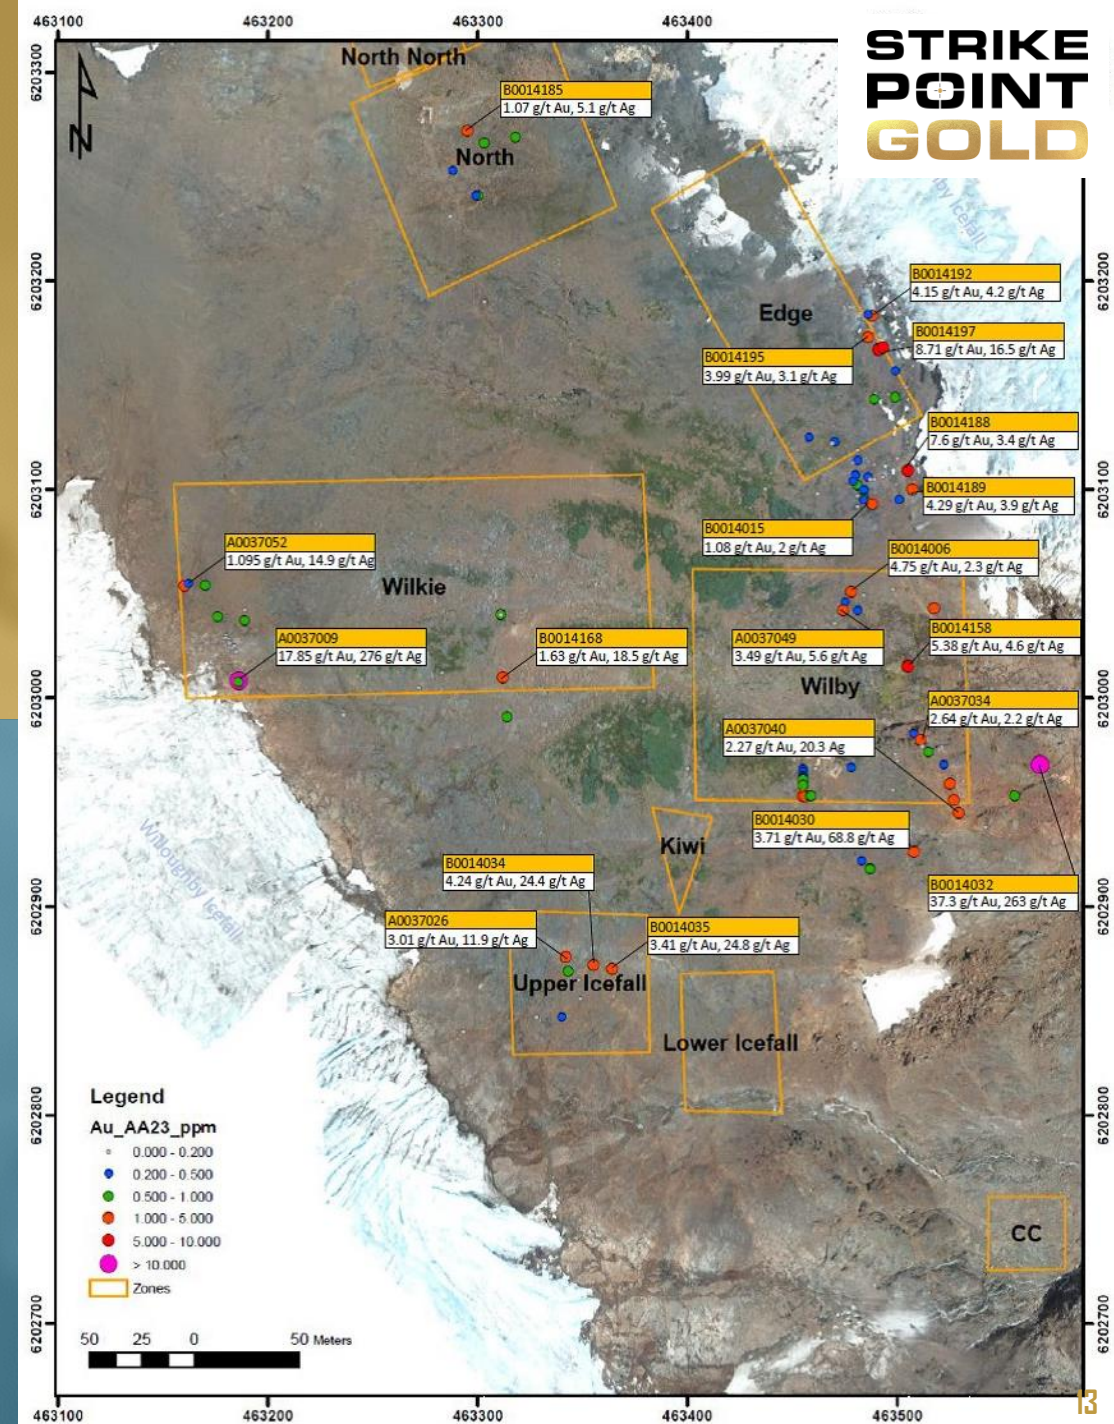 463100
463200
463300
463400
STRIKE
POINT
GOLD
6203300
6203200
6203100
6203000
6202900
6202800
6202700
N
North North
B0014185
1.07 g/t Au, 5.1 g/t Ag
North
by Icefall
B0014192
4.15 g/t Au, 4.2 g/t Ag
Edge
B0014197
8.71 g/t Au, 16.5 g/t Ag
B0014195
3.99 g/t Au, 3.1 g/t Ag
B0014188
7.6 g/t Au, 3.4 g/t Ag
B0014189
4.29 g/t Au, 3.9 g/t Ag
B0014015
1.08 g/t Au, 2 g/t Ag
A0037052
1.095 g/t Au, 14.9 g/t Ag
B0014006
4.75 g/t Au, 2.3 g/t Ag
Wilkie
A0037009
17.85 g/t Au, 276 g/t Ag
B0014168
1.63 g/t Au, 18.5 g/t Ag
A0037049
3.49 g/t Au, 5.6 g/t Ag
B0014158
5.38 g/t Au, 4.6 g/t Ag
Wilby
A0037034
2.64 g/t Au, 2.2 g/t Ag
A0037040
2.27 g/t Au, 20.3 Ag
B0014030
3.71 g/t Au, 68.8 g/t Ag
Kiwi
Willoughby Icefall
B0014034
4.24 g/t Au, 24.4 g/t Ag
B0014032
37.3 g/t Au, 263 g/t Ag
A0037026
3.01 g/t Au, 11.9 g/t Ag
B0014035
3.41 g/t Au, 24.8 g/t Ag
Upper Icefall
Lower Icefall
CC
Legend
Au_AA23_ppm
0.000 - 0.200
0.200 - 0.500
0.500 - 1.000
1.000 - 5.000
5.000 - 10.000
> 10.000
Zones
50 25 0 50 Meters
6203200
6203100
6203000
6202900
6202800
6202700
463100
463200
463300
463400
463500
13